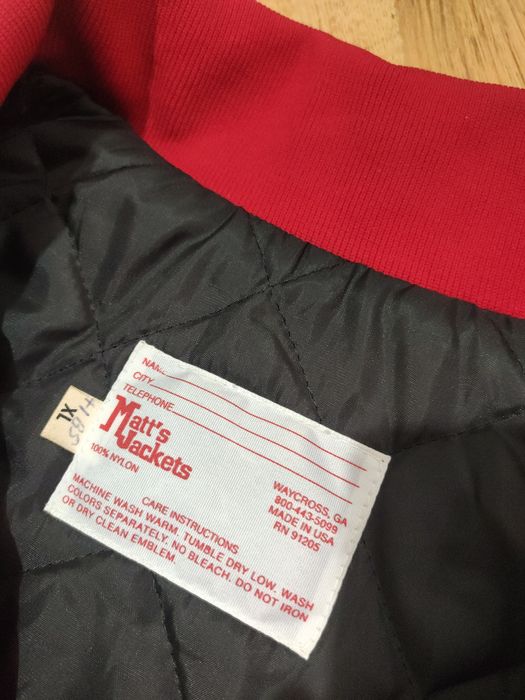 NAME
CITY
TELEPHONE
Matt's
Jackets
100% NYLON
WAYCROSS, GA
800-443-5099
MADE IN USA
RN 91205
CARE INSTRUCTIONS
MACHINE WASH WARM. TUMBLE DRY LOW. WASH
COLORS SEPARATELY. NO BLEACH. DO NOT IRON
OR DRY CLEAN EMBLEM.
XL